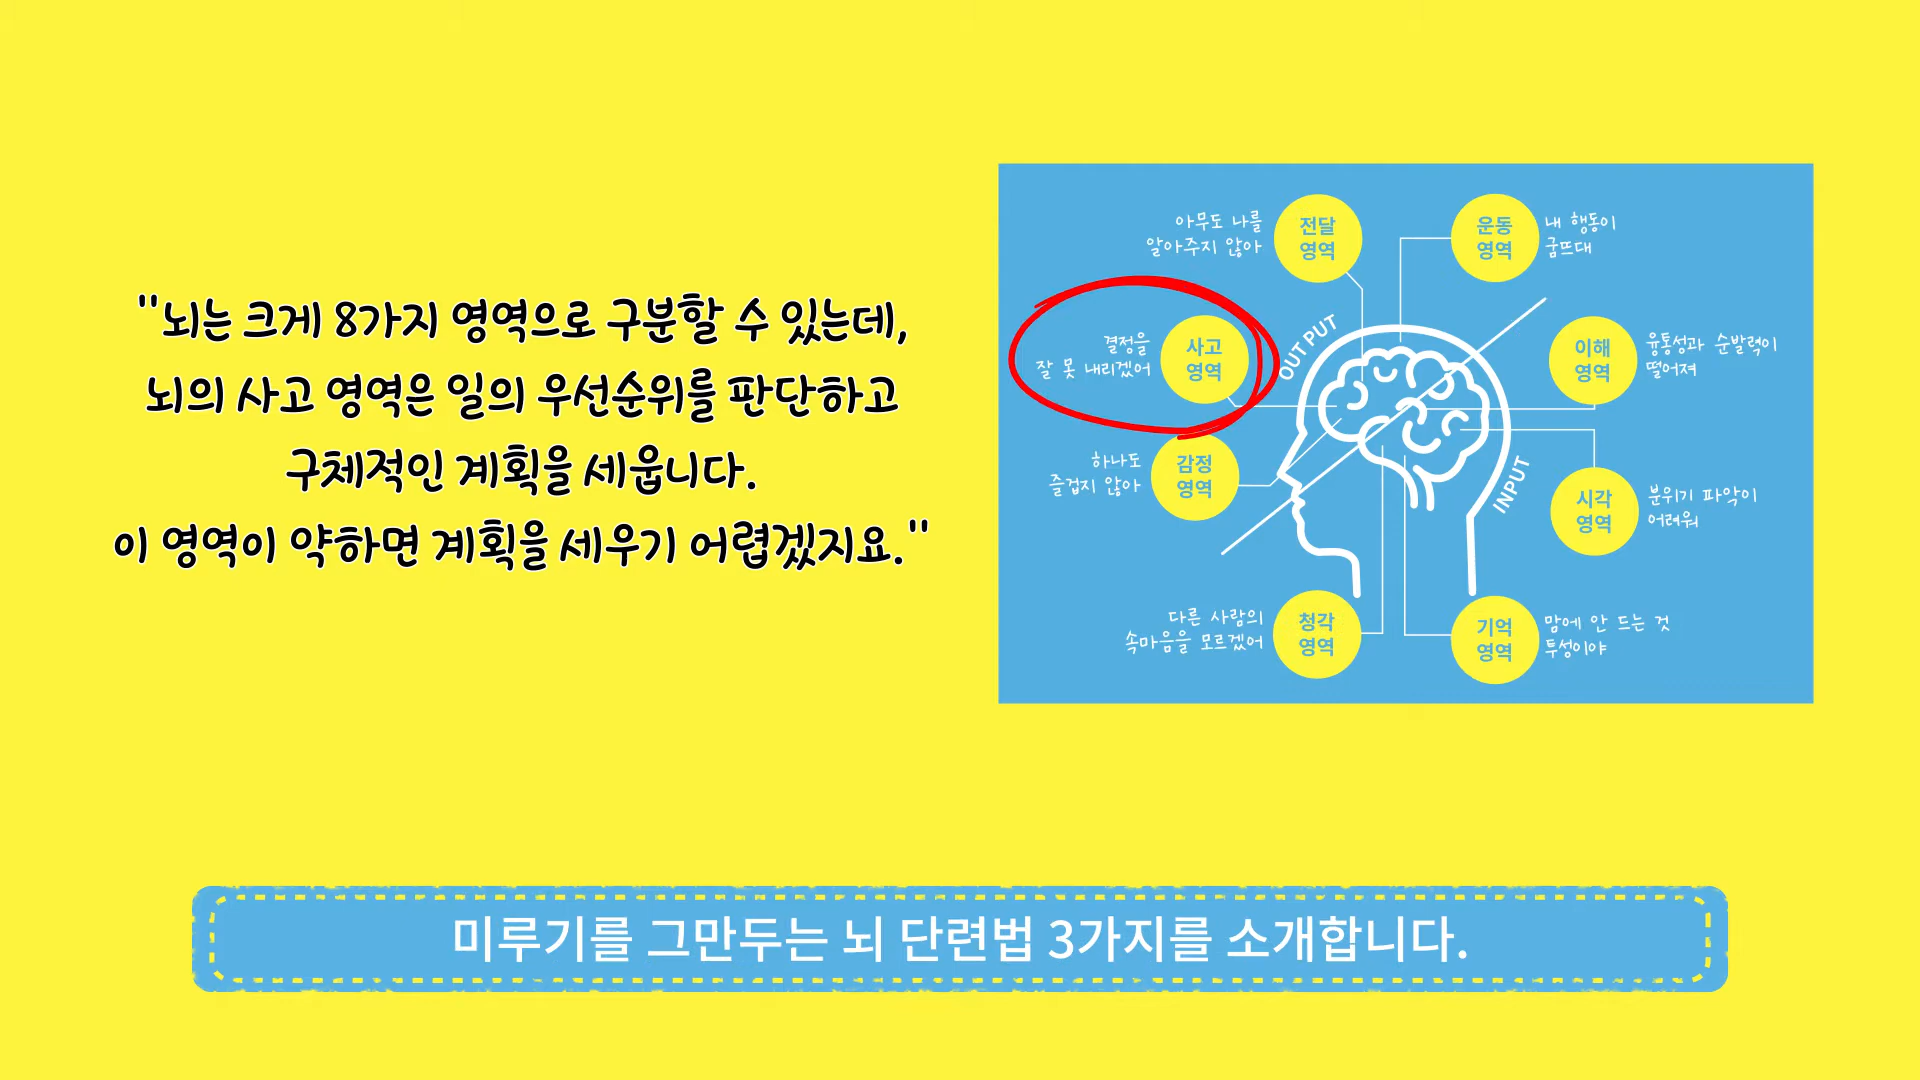 "뇌는 크게 8가지 영역으로 구분할 수 있는데,
뇌의 사고 영역은 일의 우선순위를 판단하고
구체적인 계획을 세웁니다.
이 영역이 약하면 계획을 세우기 어렵겠지요."
아무도 나를
알아주지 않아
전달
영역
운동
영역
내 행동이
굼뜨대
결정을
잘 못 내리겠어
사고
영역
OUTPUT
이해
영역
융통성과 순발력이
떨어져
하나도
즐겁지 않아
감정
영역
INPUT
시각
영역
분위기 파악이
어려워
다른 사람의
속마음을 모르겠어
청각
영역
기억
영역
맘에 안 드는 것
투성이야
미루기를 그만두는 뇌 단련법 3가지를 소개합니다.